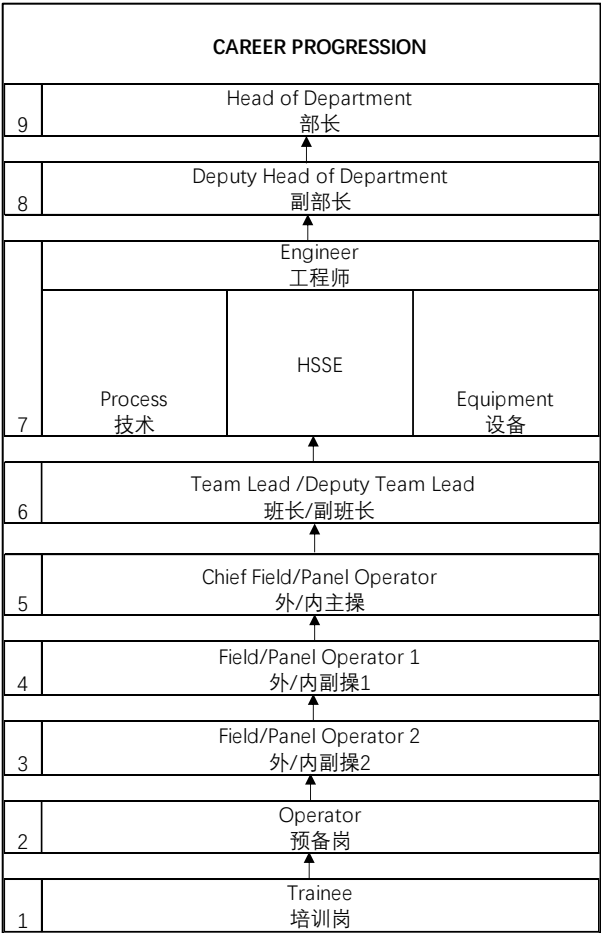 CAREER PROGRESSION
Head of Department
9
部长
Deputy Head of Department
8
副部长
Engineer
工程师
HSSE
Process
Equipment
7
技术
设备
Team Lead /Deputy Team Lead
6
班长/副班长
Chief Field/Panel Operator
5
外/内主操
Field/Panel Operator 1
4
外/内副操1
Field/Panel Operator 2
3
外/内副操2
Operator
2
预备岗
Trainee
1
培训岗